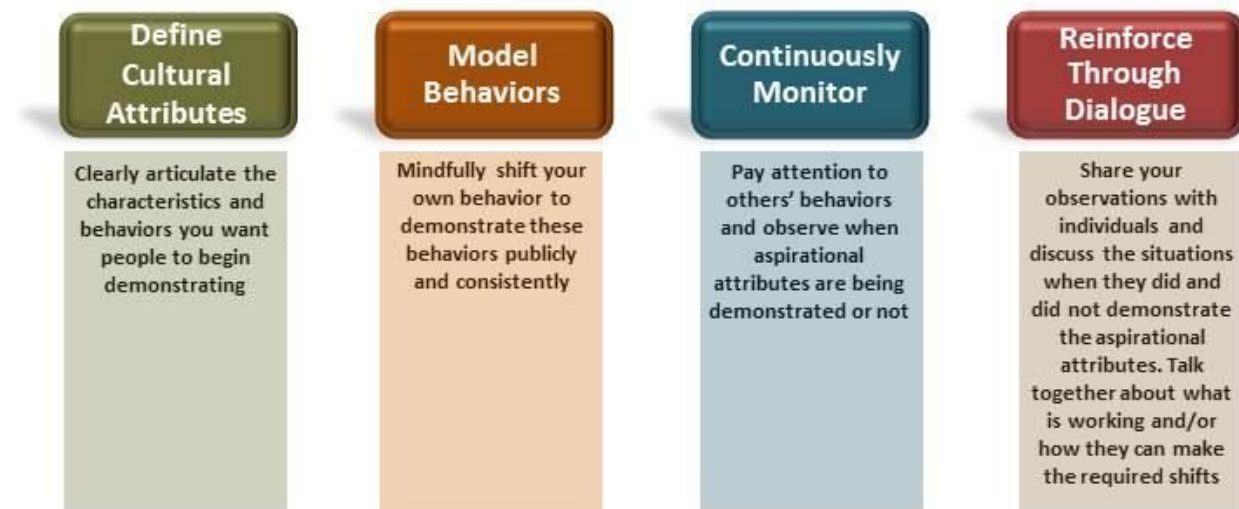 Define
Cultural
Attributes
Clearly articulate the
characteristics and
behaviors you want
people to begin
demonstrating
Model
Behaviors
Mindfully shift your
own behavior to
demonstrate these
behaviors publicly
and consistently
Continuously
Monitor
Pay attention to
others' behaviors
and observe when
aspirational
attributes are being
demonstrated or not
Reinforce
Through
Dialogue
Share your
observations with
individuals and
discuss the situations
when they did and
did not demonstrate
the aspirational
attributes. Talk
together about what
is working and/or
how they can make
the required shifts